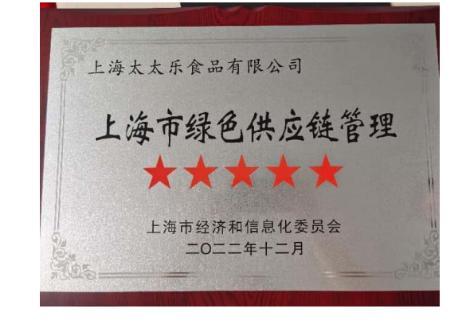 上海太太乐食品有限公司
上海市绿色供应链管理
★★★★★
上海市经济和信息化委员会
二〇二二年十二月